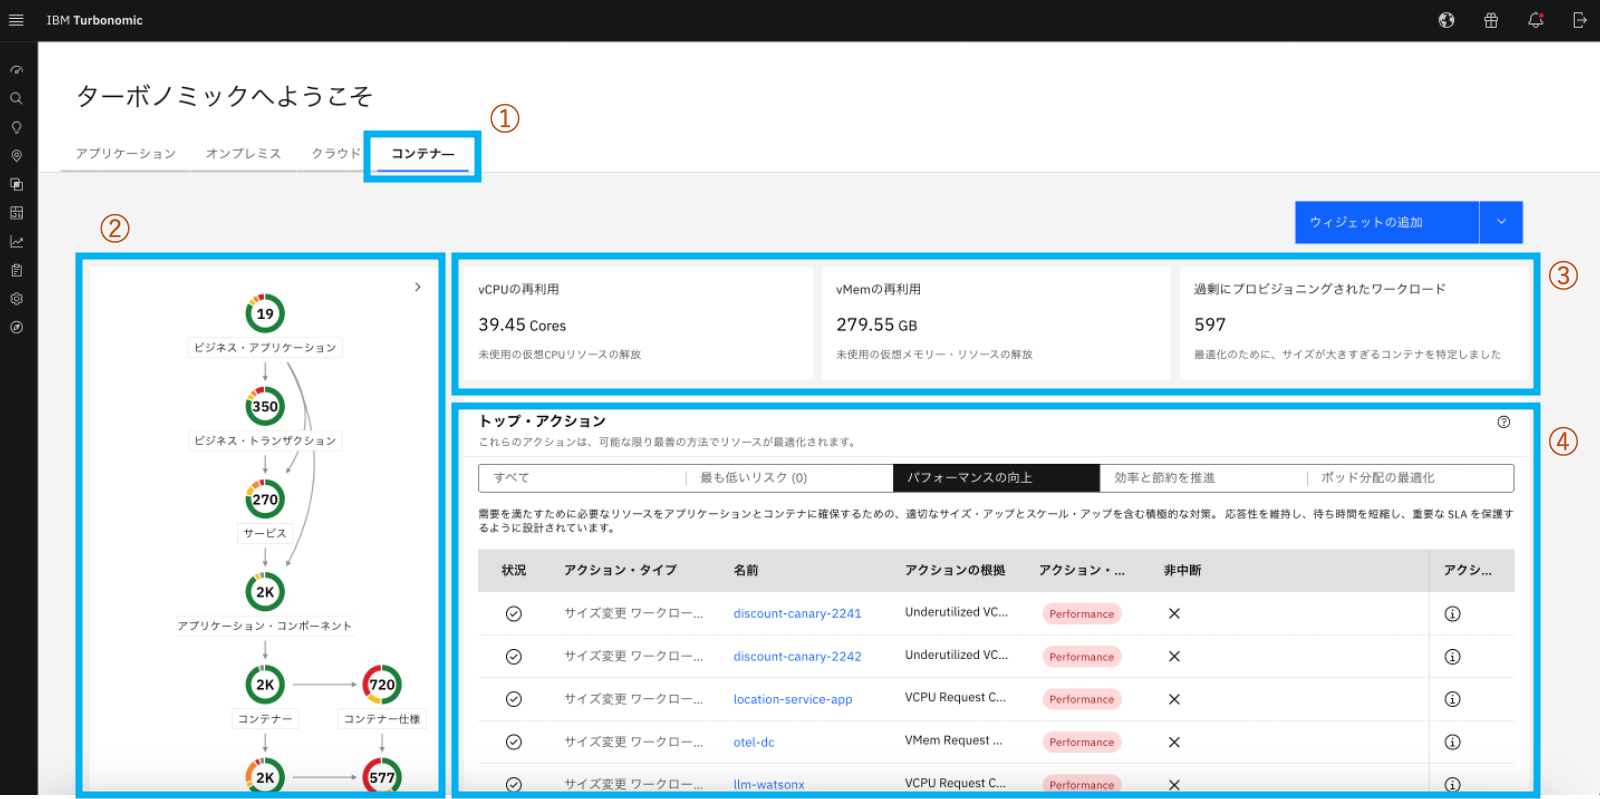 IBM Turbonomic
ターボノミックへようこそ
①
アプリケーション
オンプレミス
クラウド
コンテナー
ウィジェットの追加
②
19
ビジネス・アプリケーション
350
ビジネス・トランザクション
270
サービス
2K
アプリケーション・コンポーネント
2K
720
コンテナー
コンテナー仕様
2K
577
③
vCPUの再利用
39.45 Cores
未使用の仮想CPUリソースの解放
vMemの再利用
279.55 GB
未使用の仮想メモリー・リソースの解放
過剰にプロビジョニングされたワークロード
597
最適化のために、サイズが大きすぎるコンテナを特定しました
④
トップ・アクション
これらのアクションは、可能な限り最善の方法でリソースが最適化されます。
すべて
最も低いリスク (0)
パフォーマンスの向上
効率と節約を推進
ポッド分配の最適化
需要を満たすために必要なリソースをアプリケーションとコンテナに確保するための、適切なサイズ・アップとスケール・アップを含む積極的な対策。 応答性を維持し、待ち時間を短縮し、重要な SLA を保護す
るように設計されています。
状況 アクション・タイプ 名前 アクションの根拠 アクション・... 非中断 アクシ...
サイズ変更 ワークロー... discount-canary-2241 Underutilized VC... Performance
サイズ変更 ワークロー... discount-canary-2242 Underutilized VC... Performance
サイズ変更 ワークロー... location-service-app VCPU Request C... Performance
サイズ変更 ワークロー... otel-dc VMem Request ... Performance
サイズ変更 ワークロー... llm-watsonx VCPU Request C... Performance